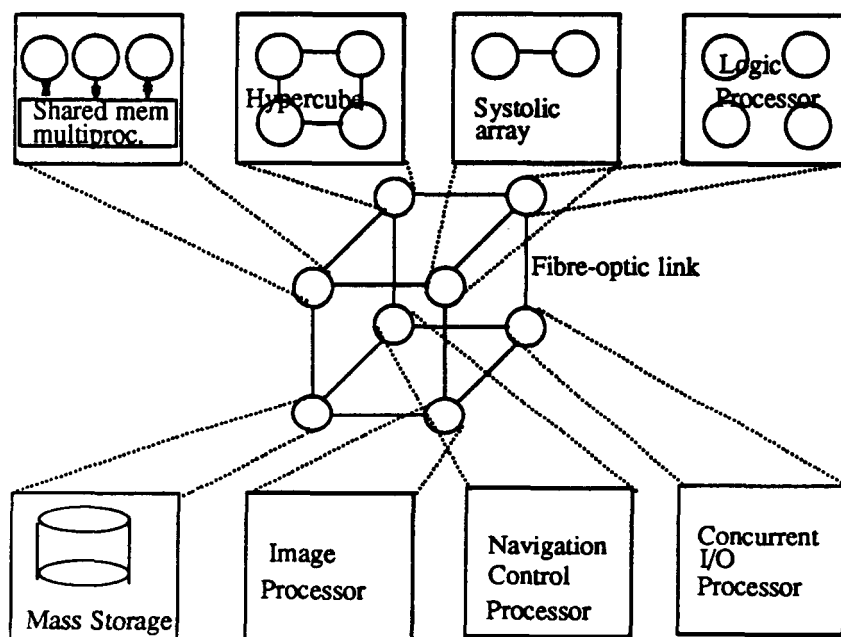 Shared mem
multiproc.
Hypercube
Systolic
array
Logic
Processor
Fibre-optic link
Mass Storage
Image
Processor
Navigation
Control
Processor
Concurrent
I/O
Processor